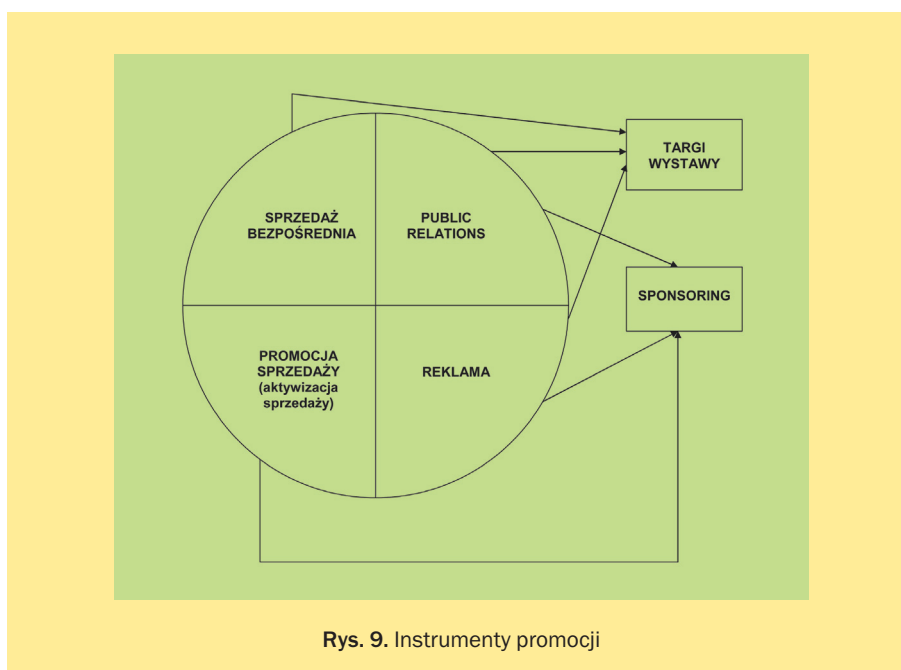 TARGI
WYSTAWY
SPRZEDAŻ
BEZPOŚREDNIA
PUBLIC
RELATIONS
SPONSORING
PROMOCJA
SPRZEDAŻY
(aktywizacja
sprzedaży)
REKLAMA
Rys. 9. Instrumenty promocji